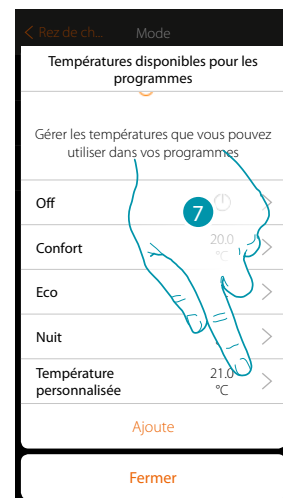 < Rez de ch... Mode
Températures disponibles pour les
programmes
Gérer les températures que vous pouvez
utiliser dans vos programmes
Off
7
Confort 20.0
°C
Eco
Nuit
Température
personnalisée
21.0
°C
Ajoute
Fermer